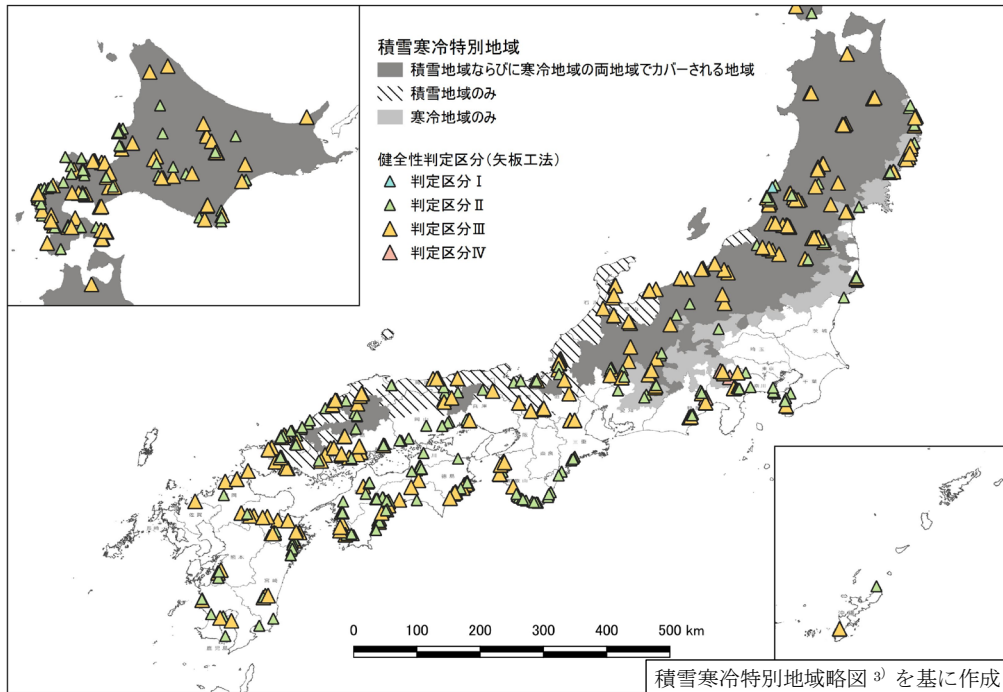 積雪寒冷特別地域
積雪地域ならびに寒冷地域の両地域でカバーされる地域
積雪地域のみ
寒冷地域のみ
健全性判定区分(矢板工法)
判定区分Ⅰ
判定区分Ⅱ
判定区分Ⅲ
判定区分Ⅳ
0 100 200 300 400 500 km
積雪寒冷特別地域略図 3) を基に作成